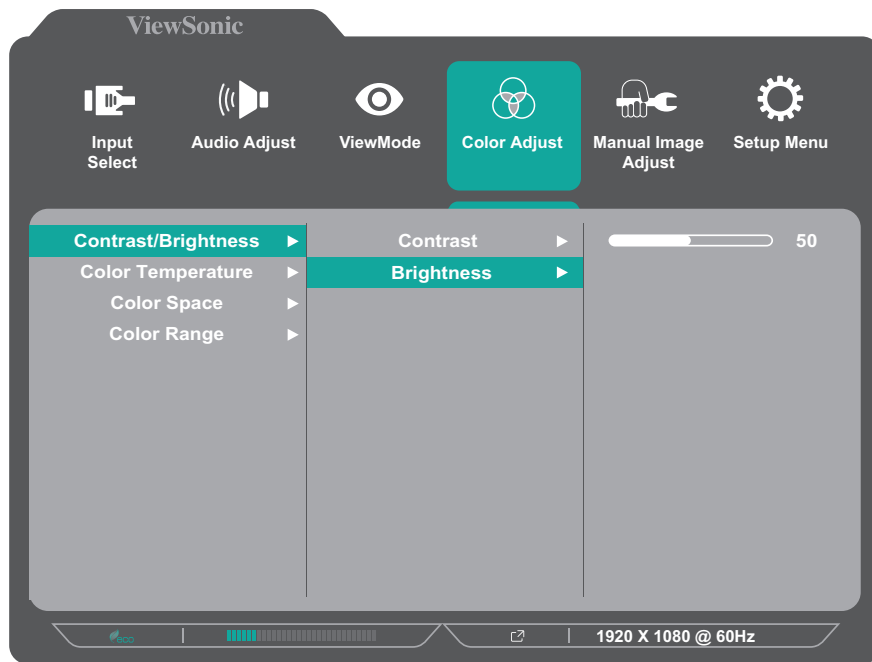 ViewSonic
Input
Select
Audio Adjust
ViewMode
Color Adjust
Manual Image
Adjust
Setup Menu
Contrast/Brightness
Color Temperature
Color Space
Color Range
Contrast
Brightness
50
eco
1920 X 1080 @ 60Hz